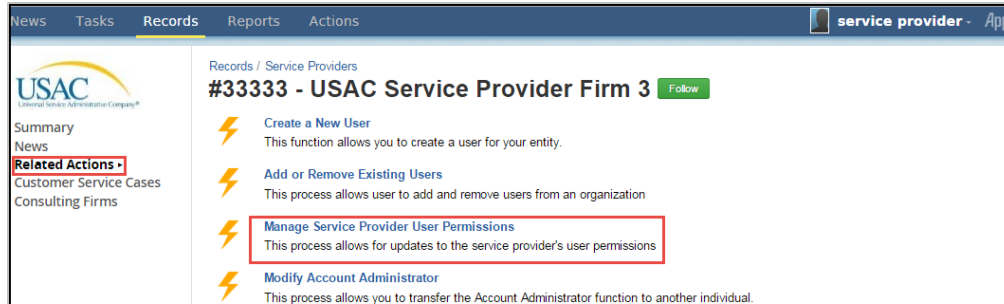 News Tasks Records Reports Actions service provider App
USAC
Universal Service Administrative Company®
Records / Service Providers
#33333 - USAC Service Provider Firm 3 Follow
Summary
News
Related Actions
Customer Service Cases
Consulting Firms
Create a New User
This function allows you to create a user for your entity.
Add or Remove Existing Users
This process allows user to add and remove users from an organization
Manage Service Provider User Permissions
This process allows for updates to the service provider's user permissions
Modify Account Administrator
This process allows you to transfer the Account Administrator function to another individual.